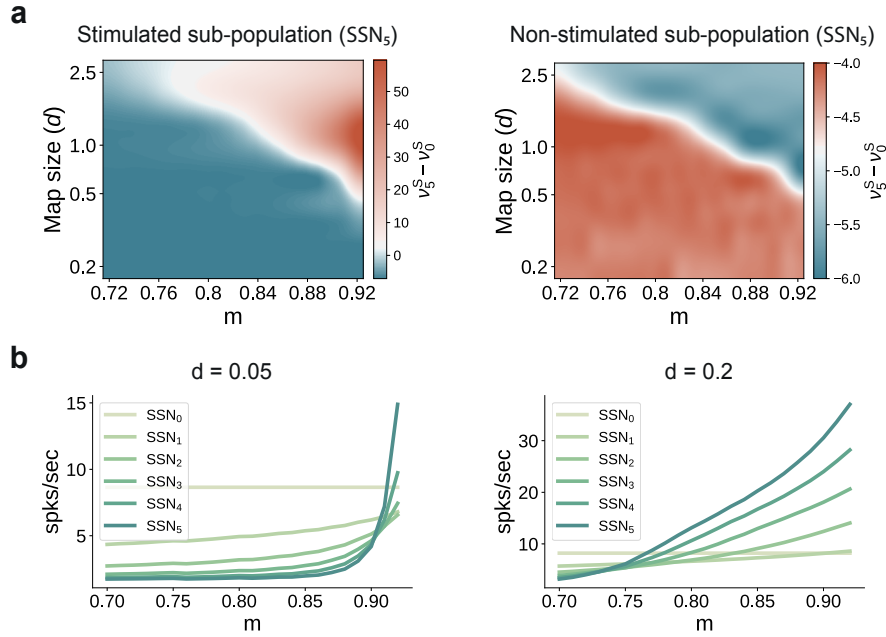 a
Stimulated sub-population (SSN₅)
Non-stimulated sub-population (SSN₅)
Map size (d)
2.5
1.0
0.5
0.2
0.72 0.76 0.8 0.84 0.88 0.92
m
50
40
30
20
10
0
ν₅ˢ − ν₀ˢ
Map size (d)
2.5
1.0
0.5
0.2
0.72 0.76 0.8 0.84 0.88 0.92
m
−4.0
−4.5
−5.0
−5.5
−6.0
ν₅ˢ − ν₀ˢ
b
d = 0.05
spks/sec
15
10
5
SSN₀
SSN₁
SSN₂
SSN₃
SSN₄
SSN₅
0.70 0.75 0.80 0.85 0.90
m
d = 0.2
spks/sec
30
20
10
SSN₀
SSN₁
SSN₂
SSN₃
SSN₄
SSN₅
0.70 0.75 0.80 0.85 0.90
m